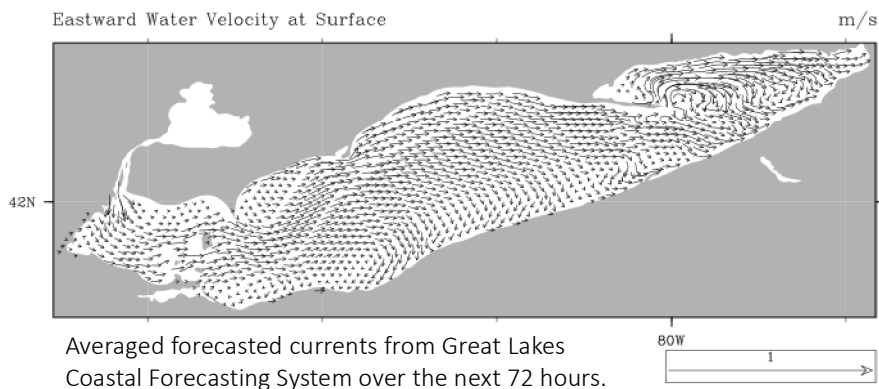 Eastward Water Velocity at Surface
m/s
42N
80W
1
Averaged forecasted currents from Great Lakes
Coastal Forecasting System over the next 72 hours.